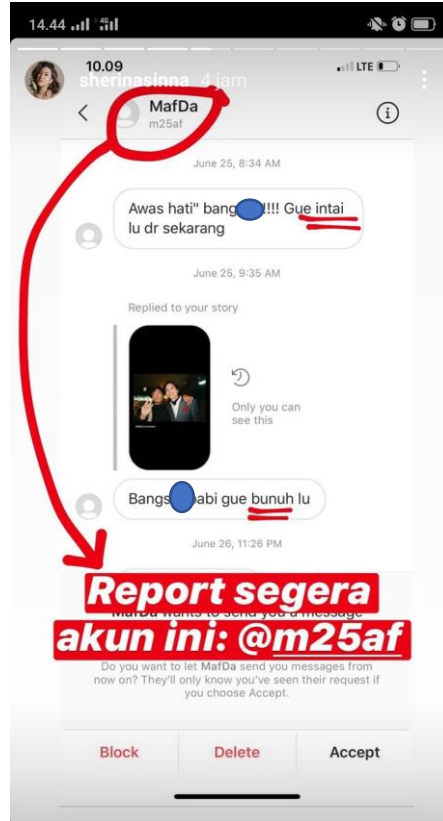 14.44
10.09
LTE
sherinasinna 4 jam
MafDa
m25af
June 25, 8:34 AM
Awas hati" bang !!!! Gue intai
lu dr sekarang
June 25, 9:35 AM
Replied to your story
Only you can
see this
Bangs abi gue bunuh lu
June 26, 11:26 PM
Report segera
akun ini: @m25af
MafDa wants to send you a message
Do you want to let MafDa send you messages from
now on? They'll only know you've seen their request if
you choose Accept.
Block
Delete
Accept